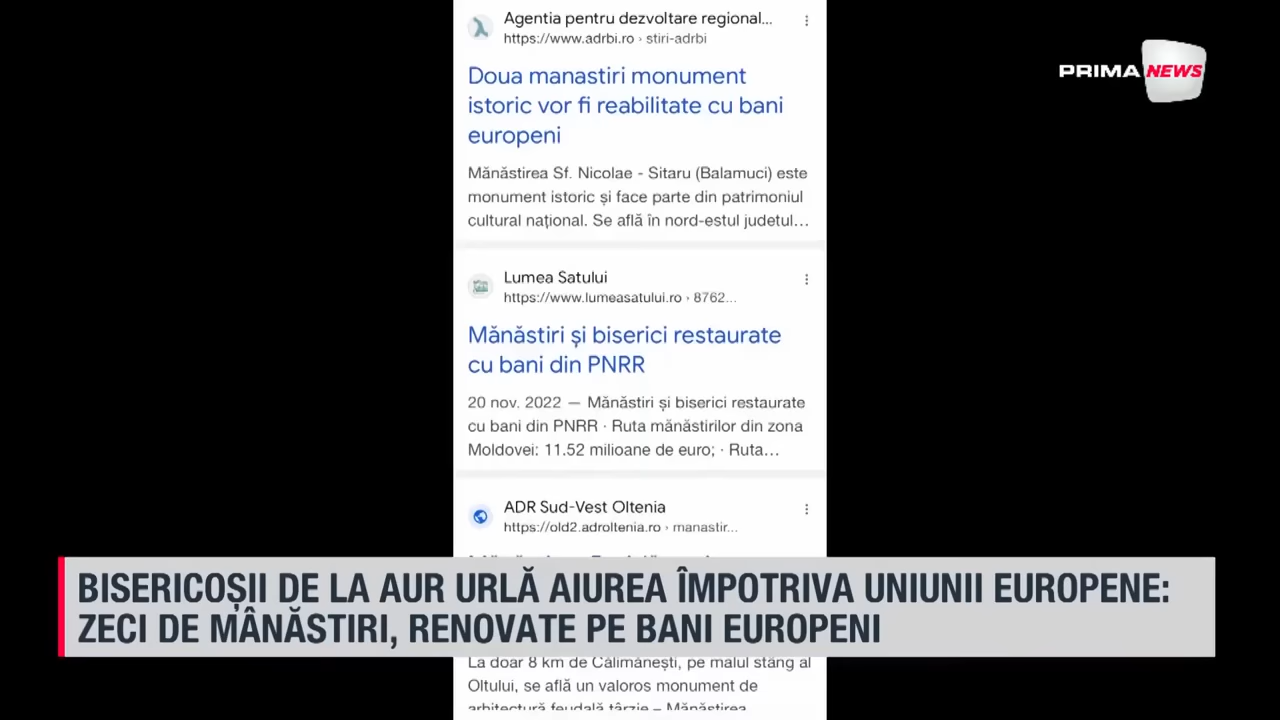 Agentia pentru dezvoltare regional...
https://www.adrbi.ro › stiri-adrbi
PRIMA NEWS
Doua manastiri monument
istoric vor fi reabilitate cu bani
europeni
Mănăstirea Sf. Nicolae - Sitaru (Balamuci) este
monument istoric și face parte din patrimoniul
cultural național. Se află în nord-estul judetul...
Lumea Satului
https://www.lumeasatului.ro › 8762...
Mănăstiri și biserici restaurate
cu bani din PNRR
20 nov. 2022 — Mănăstiri și biserici restaurate
cu bani din PNRR · Ruta mănăstirilor din zona
Moldovei: 11.52 milioane de euro; · Ruta...
ADR Sud-Vest Oltenia
https://old2.adroltenia.ro › manastir...
BISERICOȘII DE LA AUR URLĂ AIUREA ÎMPOTRIVA UNIUNII EUROPENE:
ZECI DE MÂNĂSTIRI, RENOVATE PE BANI EUROPENI
La doar 8 km de Călimănești, pe malul stâng al
Oltului, se află un valoros monument de
arhitectură feudală târzie – Mănăstirea